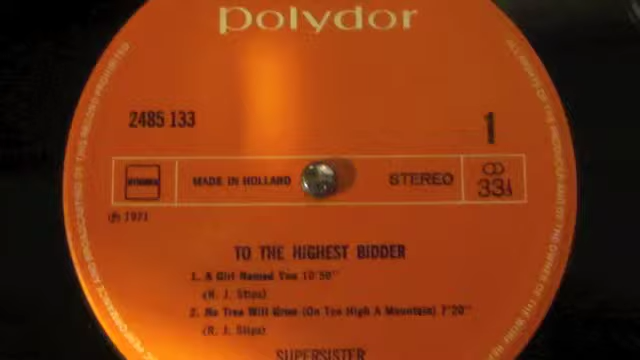 polydor
2485 133
1
MADE IN HOLLAND
STEREO
33⅓
℗ 1971
TO THE HIGHEST BIDDER
1. A Girl Named You 10'50"
(R. J. Stips)
2. No Tree Will Grow (On Too High A Mountain) 7'20"
(R. J. Stips)
SUPERSISTER